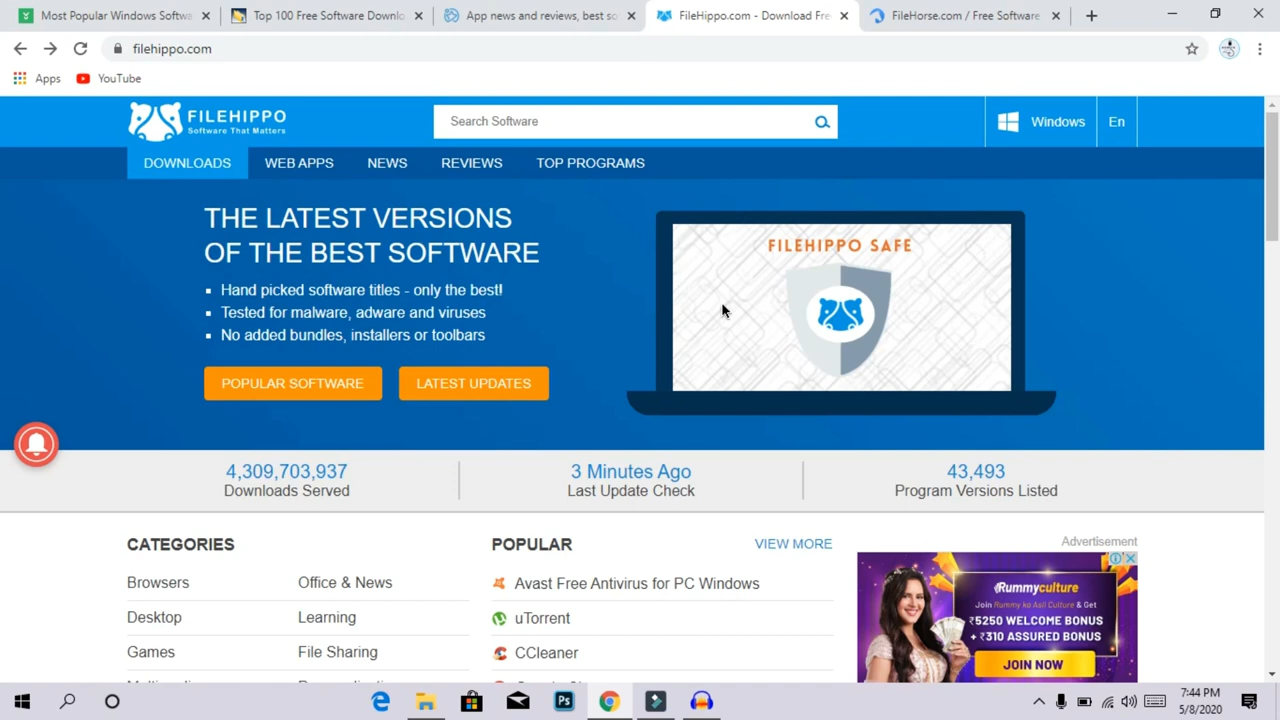 Most Popular Windows Softwa
Top 100 Free Software Downlo
App news and reviews, best so
FileHippo.com - Download Fre
FileHorse.com / Free Software
filehippo.com
Apps
YouTube
FILEHIPPO
Software That Matters
Search Software
Windows
En
DOWNLOADS
WEB APPS
NEWS
REVIEWS
TOP PROGRAMS
THE LATEST VERSIONS
OF THE BEST SOFTWARE
Hand picked software titles - only the best!
Tested for malware, adware and viruses
No added bundles, installers or toolbars
POPULAR SOFTWARE
LATEST UPDATES
FILEHIPPO SAFE
4,309,703,937
Downloads Served
3 Minutes Ago
Last Update Check
43,493
Program Versions Listed
CATEGORIES
Browsers
Office & News
Desktop
Learning
Games
File Sharing
POPULAR
VIEW MORE
Avast Free Antivirus for PC Windows
uTorrent
CCleaner
Advertisement
Rummyculture
Join Rummy ka Asli Culture & Get
₹5250 WELCOME BONUS
+ ₹310 ASSURED BONUS
JOIN NOW
Ps
7:44 PM
5/8/2020